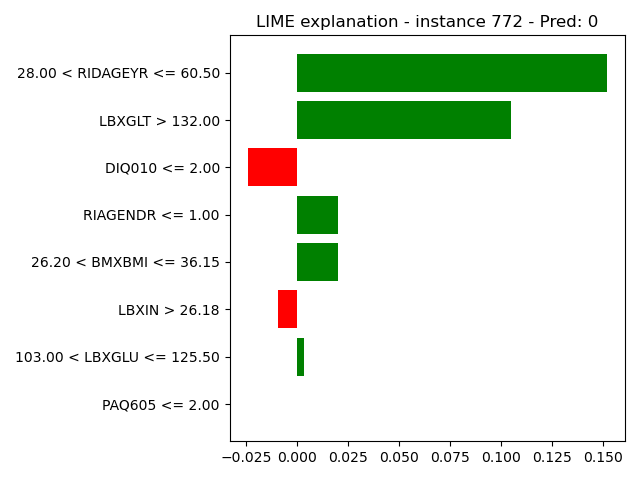 LIME explanation - instance 772 - Pred: 0
28.00 < RIDAGEYR <= 60.50
LBXGLT > 132.00
DIQ010 <= 2.00
RIAGENDR <= 1.00
26.20 < BMXBMI <= 36.15
LBXIN > 26.18
103.00 < LBXGLU <= 125.50
PAQ605 <= 2.00
−0.025 0.000 0.025 0.050 0.075 0.100 0.125 0.150